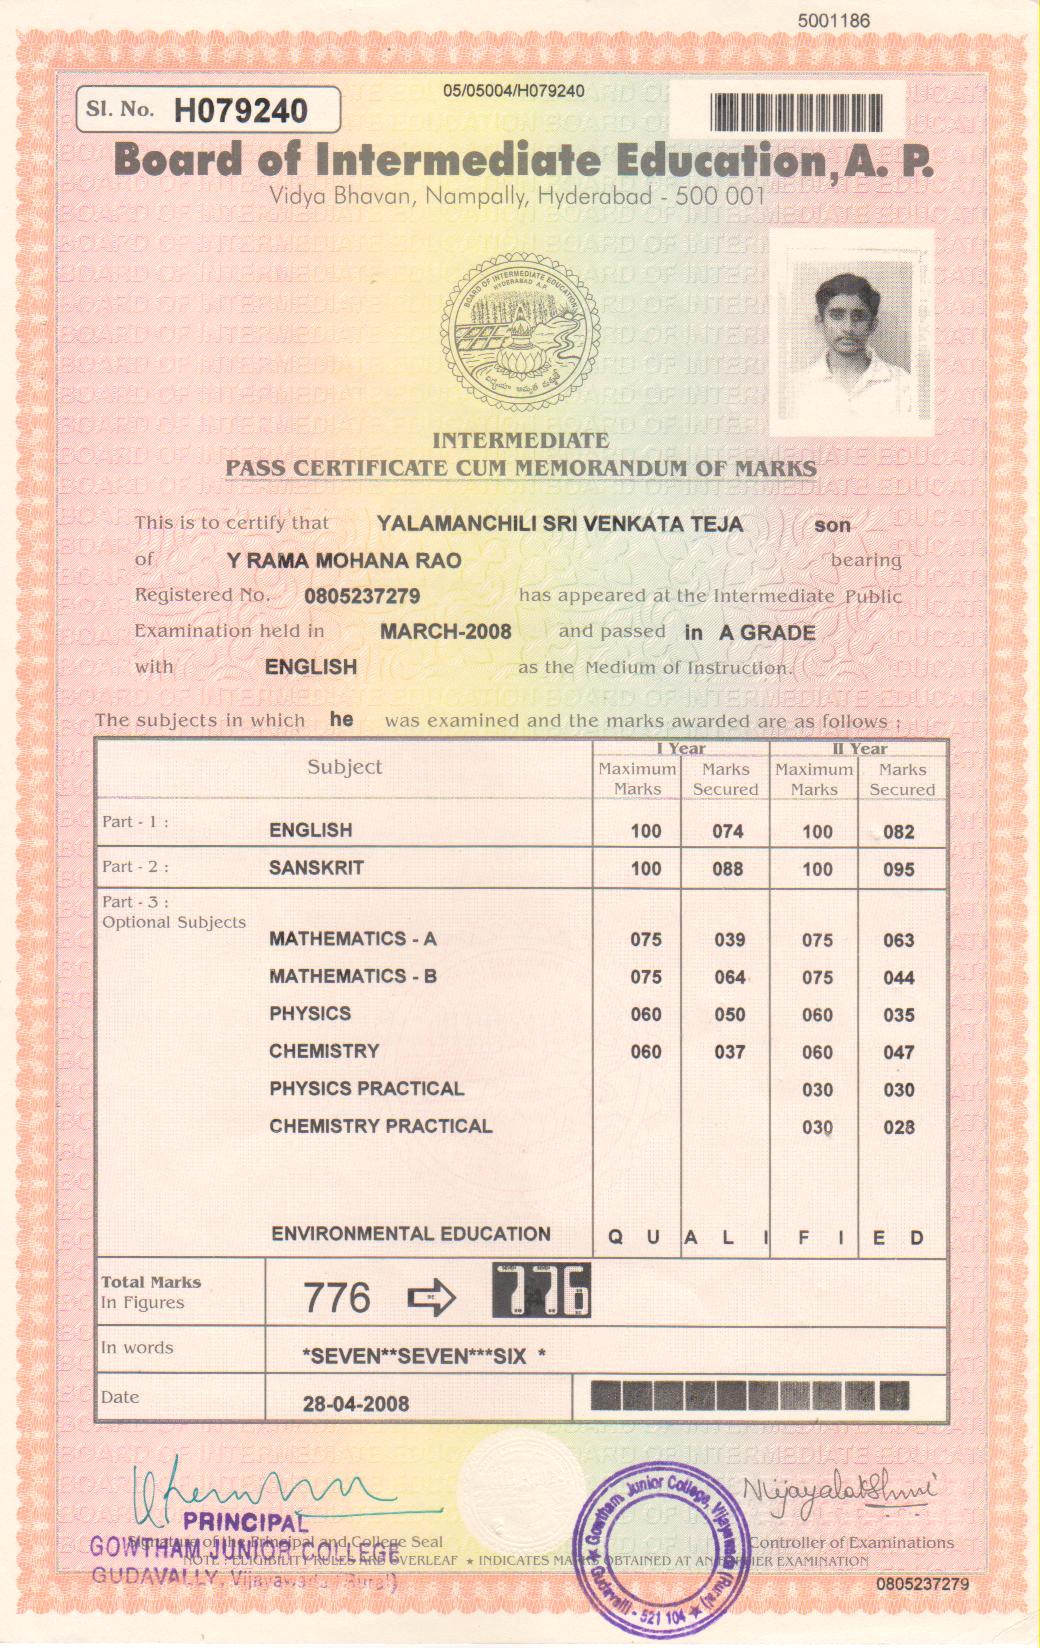 5001186
Sl. No. H079240
05/05004/H079240
Board of Intermediate Education, A. P.
Vidya Bhavan, Nampally, Hyderabad - 500 001
BOARD OF INTERMEDIATE EDUCATION
HYDERABAD A.P
INTERMEDIATE
PASS CERTIFICATE CUM MEMORANDUM OF MARKS
This is to certify that YALAMANCHILI SRI VENKATA TEJA son
of Y RAMA MOHANA RAO bearing
Registered No. 0805237279 has appeared at the Intermediate Public
Examination held in MARCH-2008 and passed in A GRADE
with ENGLISH as the Medium of Instruction.
The subjects in which he was examined and the marks awarded are as follows :
Subject I Year II Year
Maximum Marks Marks Secured Maximum Marks Marks Secured
Part - 1 : ENGLISH 100 074 100 082
Part - 2 : SANSKRIT 100 088 100 095
Part - 3 :
Optional Subjects
MATHEMATICS - A 075 039 075 063
MATHEMATICS - B 075 064 075 044
PHYSICS 060 050 060 035
CHEMISTRY 060 037 060 047
PHYSICS PRACTICAL 030 030
CHEMISTRY PRACTICAL 030 028
ENVIRONMENTAL EDUCATION Q U A L I F I E D
Total Marks
In Figures 776 776
In words *SEVEN**SEVEN***SIX *
Date 28-04-2008
Nijayalakshmi
PRINCIPAL
Signature of the Principal and College Seal Controller of Examinations
GOWTHAM JUNIOR COLLEGE
NOTE : ELIGIBILITY RULES ARE OVERLEAF ★ INDICATES MARKS OBTAINED AT AN EARLIER EXAMINATION
GUDAVALLY, Vijayawada (Rural)
★ Gowtham Junior College, Vijayawada (Rural) ★
Gudavalli - 521 104
0805237279